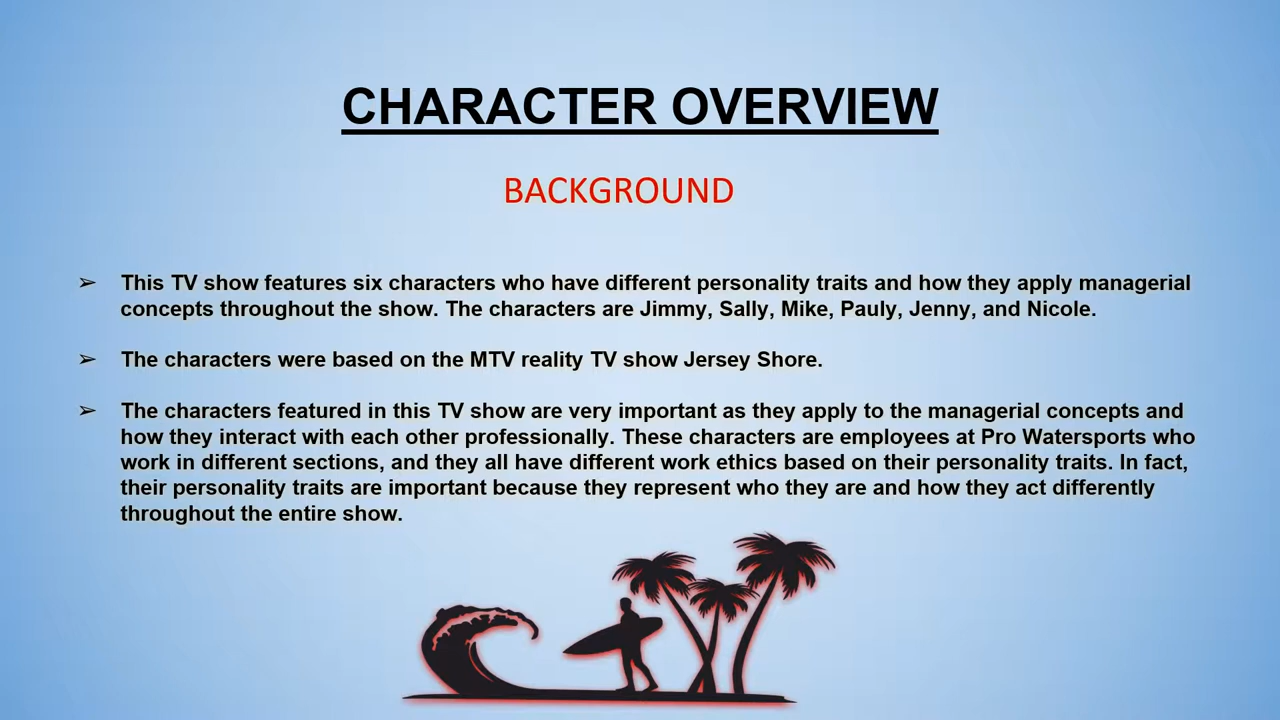 CHARACTER OVERVIEW
BACKGROUND
➢ This TV show features six characters who have different personality traits and how they apply managerial
concepts throughout the show. The characters are Jimmy, Sally, Mike, Pauly, Jenny, and Nicole.
➢ The characters were based on the MTV reality TV show Jersey Shore.
➢ The characters featured in this TV show are very important as they apply to the managerial concepts and
how they interact with each other professionally. These characters are employees at Pro Watersports who
work in different sections, and they all have different work ethics based on their personality traits. In fact,
their personality traits are important because they represent who they are and how they act differently
throughout the entire show.